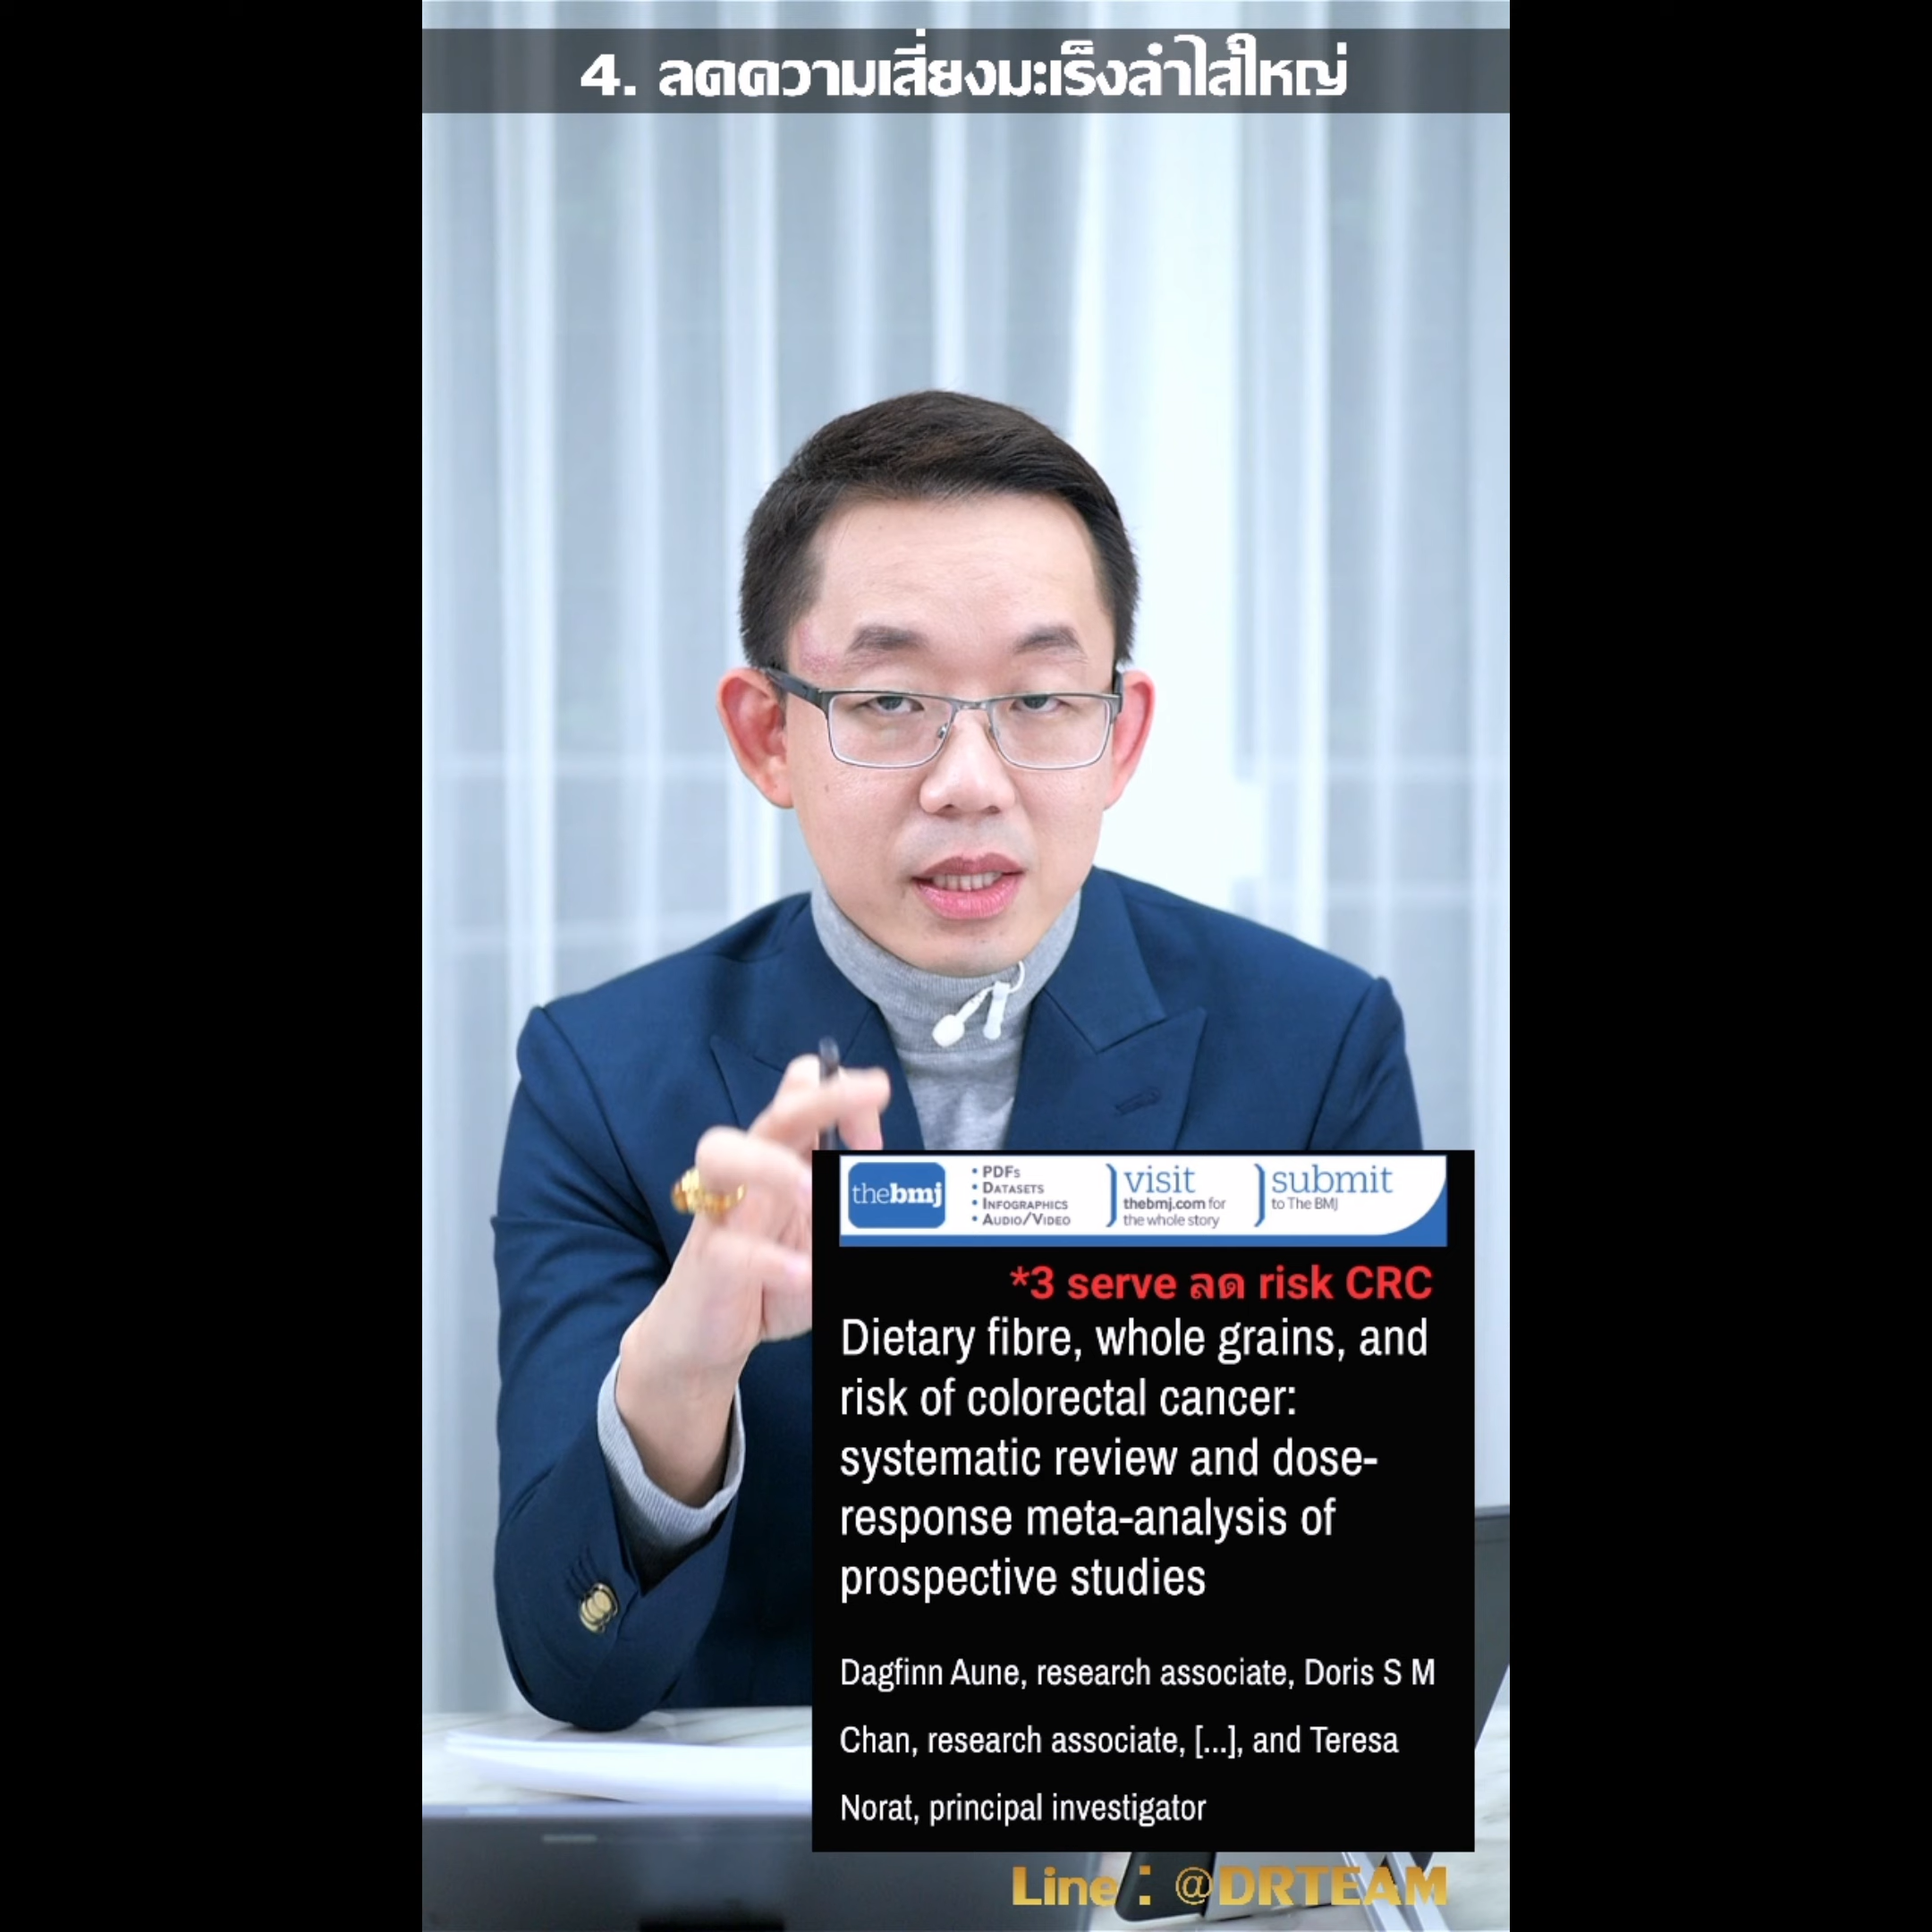 4. ลดความเสี่ยงมะเร็งลำไส้ใหญ่
thebmj
• PDFs
• DATASETS
• INFOGRAPHICS
• AUDIO/VIDEO
visit
thebmj.com for
the whole story
submit
to The BMJ
*3 serve ลด risk CRC
Dietary fibre, whole grains, and
risk of colorectal cancer:
systematic review and dose-
response meta-analysis of
prospective studies
Dagfinn Aune, research associate, Doris S M
Chan, research associate, [...], and Teresa
Norat, principal investigator
Line : @DRTEAM